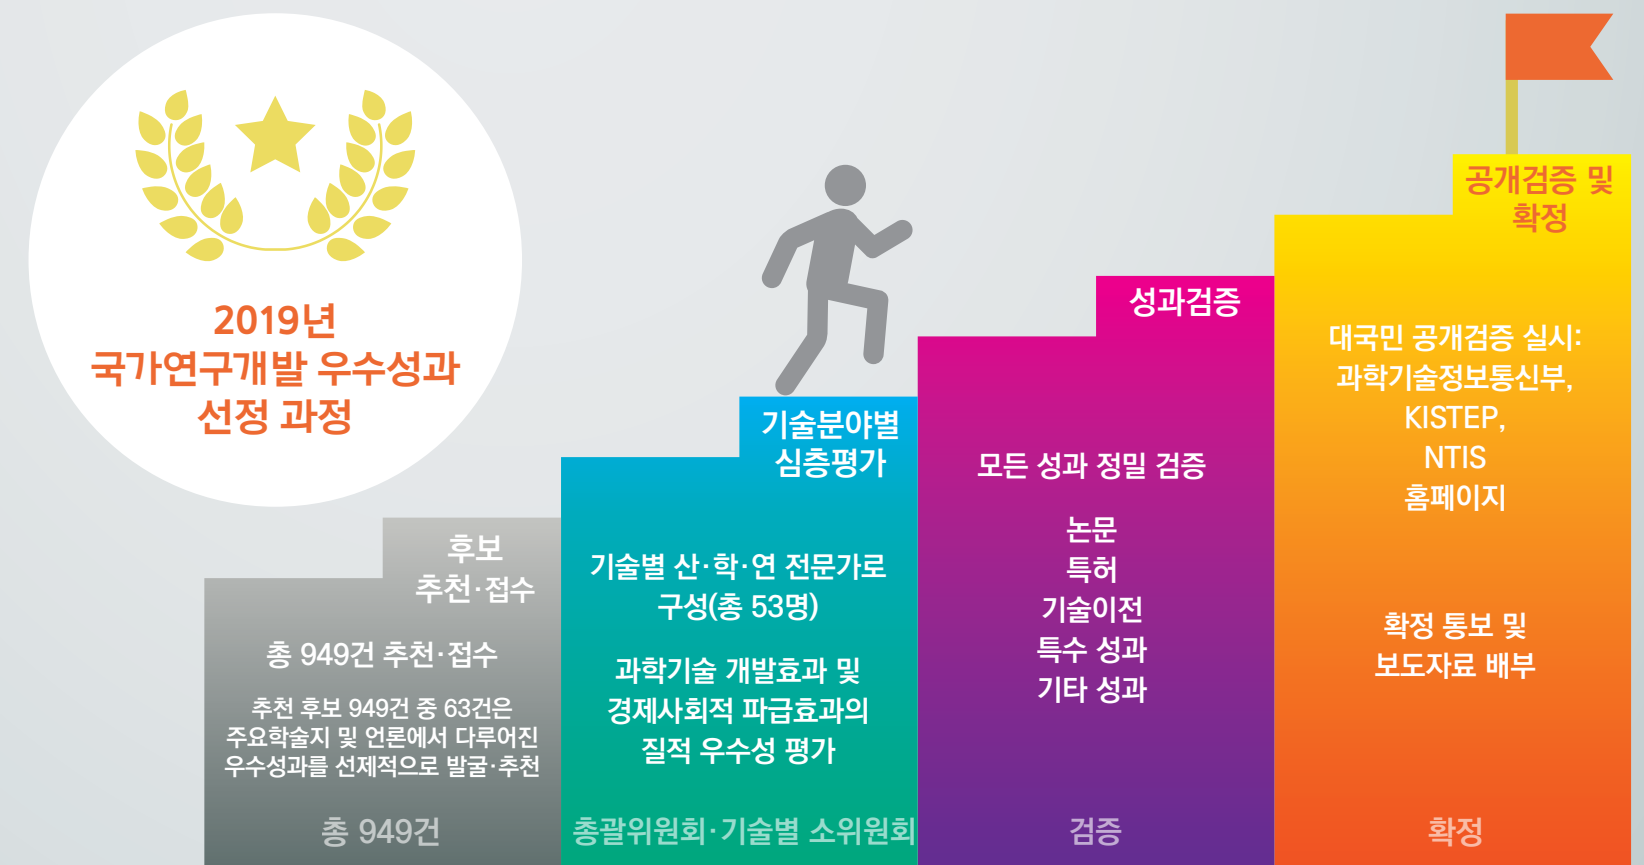 2019년
국가연구개발 우수성과
선정 과정
후보
추천·접수
총 949건 추천·접수
추천 후보 949건 중 63건은
주요학술지 및 언론에서 다루어진
우수성과를 선제적으로 발굴·추천
총 949건
기술분야별
심층평가
기술별 산·학·연 전문가로
구성(총 53명)
과학기술 개발효과 및
경제사회적 파급효과의
질적 우수성 평가
총괄위원회·기술별 소위원회
성과검증
모든 성과 정밀 검증
논문
특허
기술이전
특수 성과
기타 성과
검증
공개검증 및
확정
대국민 공개검증 실시:
과학기술정보통신부,
KISTEP,
NTIS
홈페이지
확정 통보 및
보도자료 배부
확정